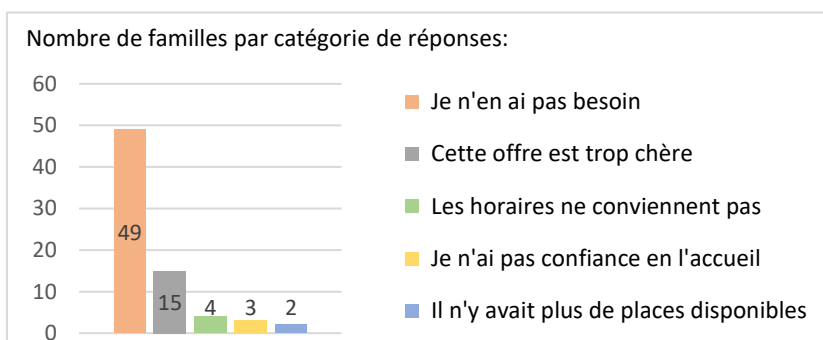 Nombre de familles par catégorie de réponses:
60
50
40
30
20
10
0
49
15
4
3
2
Je n'en ai pas besoin
Cette offre est trop chère
Les horaires ne conviennent pas
Je n'ai pas confiance en l'accueil
Il n'y avait plus de places disponibles